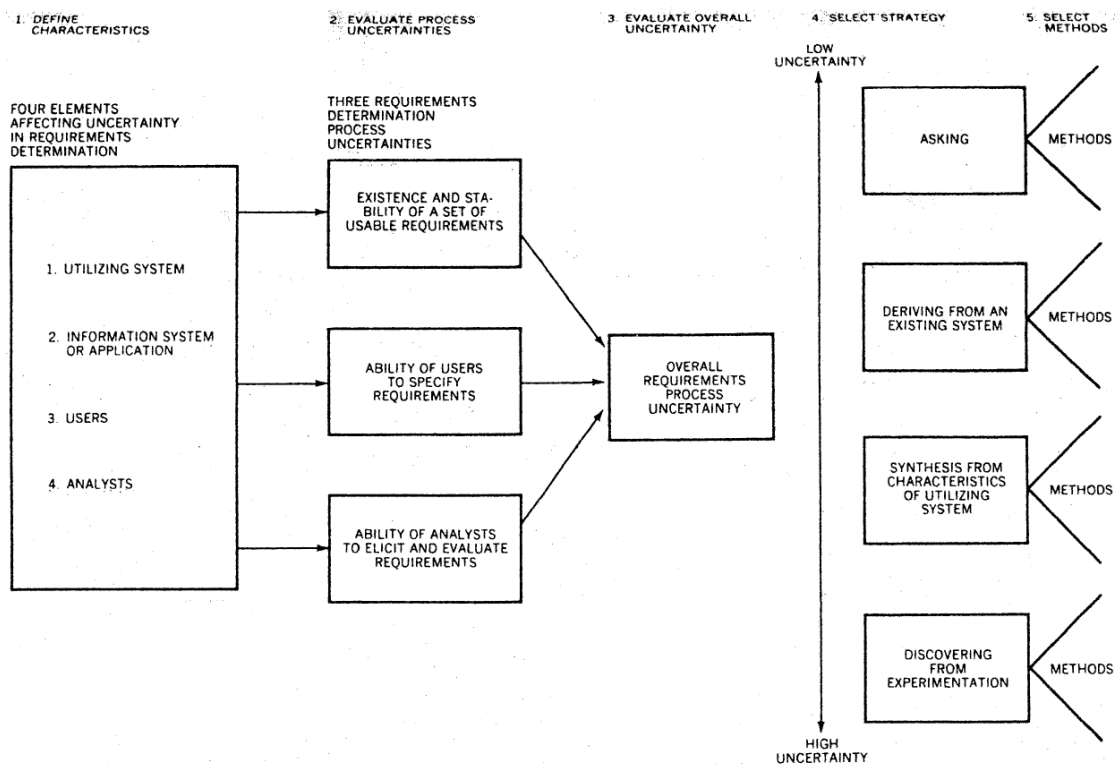 1. DEFINE
CHARACTERISTICS
2. EVALUATE PROCESS
UNCERTAINTIES
3. EVALUATE OVERALL
UNCERTAINTY
4. SELECT STRATEGY
5. SELECT
METHODS
FOUR ELEMENTS
AFFECTING UNCERTAINTY
IN REQUIREMENTS
DETERMINATION
1. UTILIZING SYSTEM
2. INFORMATION SYSTEM
OR APPLICATION
3. USERS
4. ANALYSTS
THREE REQUIREMENTS
DETERMINATION
PROCESS
UNCERTAINTIES
EXISTENCE AND STA-
BILITY OF A SET OF
USABLE REQUIREMENTS
ABILITY OF USERS
TO SPECIFY
REQUIREMENTS
ABILITY OF ANALYSTS
TO ELICIT AND EVALUATE
REQUIREMENTS
OVERALL
REQUIREMENTS
PROCESS
UNCERTAINTY
LOW
UNCERTAINTY
HIGH
UNCERTAINTY
ASKING
METHODS
DERIVING FROM AN
EXISTING SYSTEM
METHODS
SYNTHESIS FROM
CHARACTERISTICS
OF UTILIZING
SYSTEM
METHODS
DISCOVERING
FROM
EXPERIMENTATION
METHODS